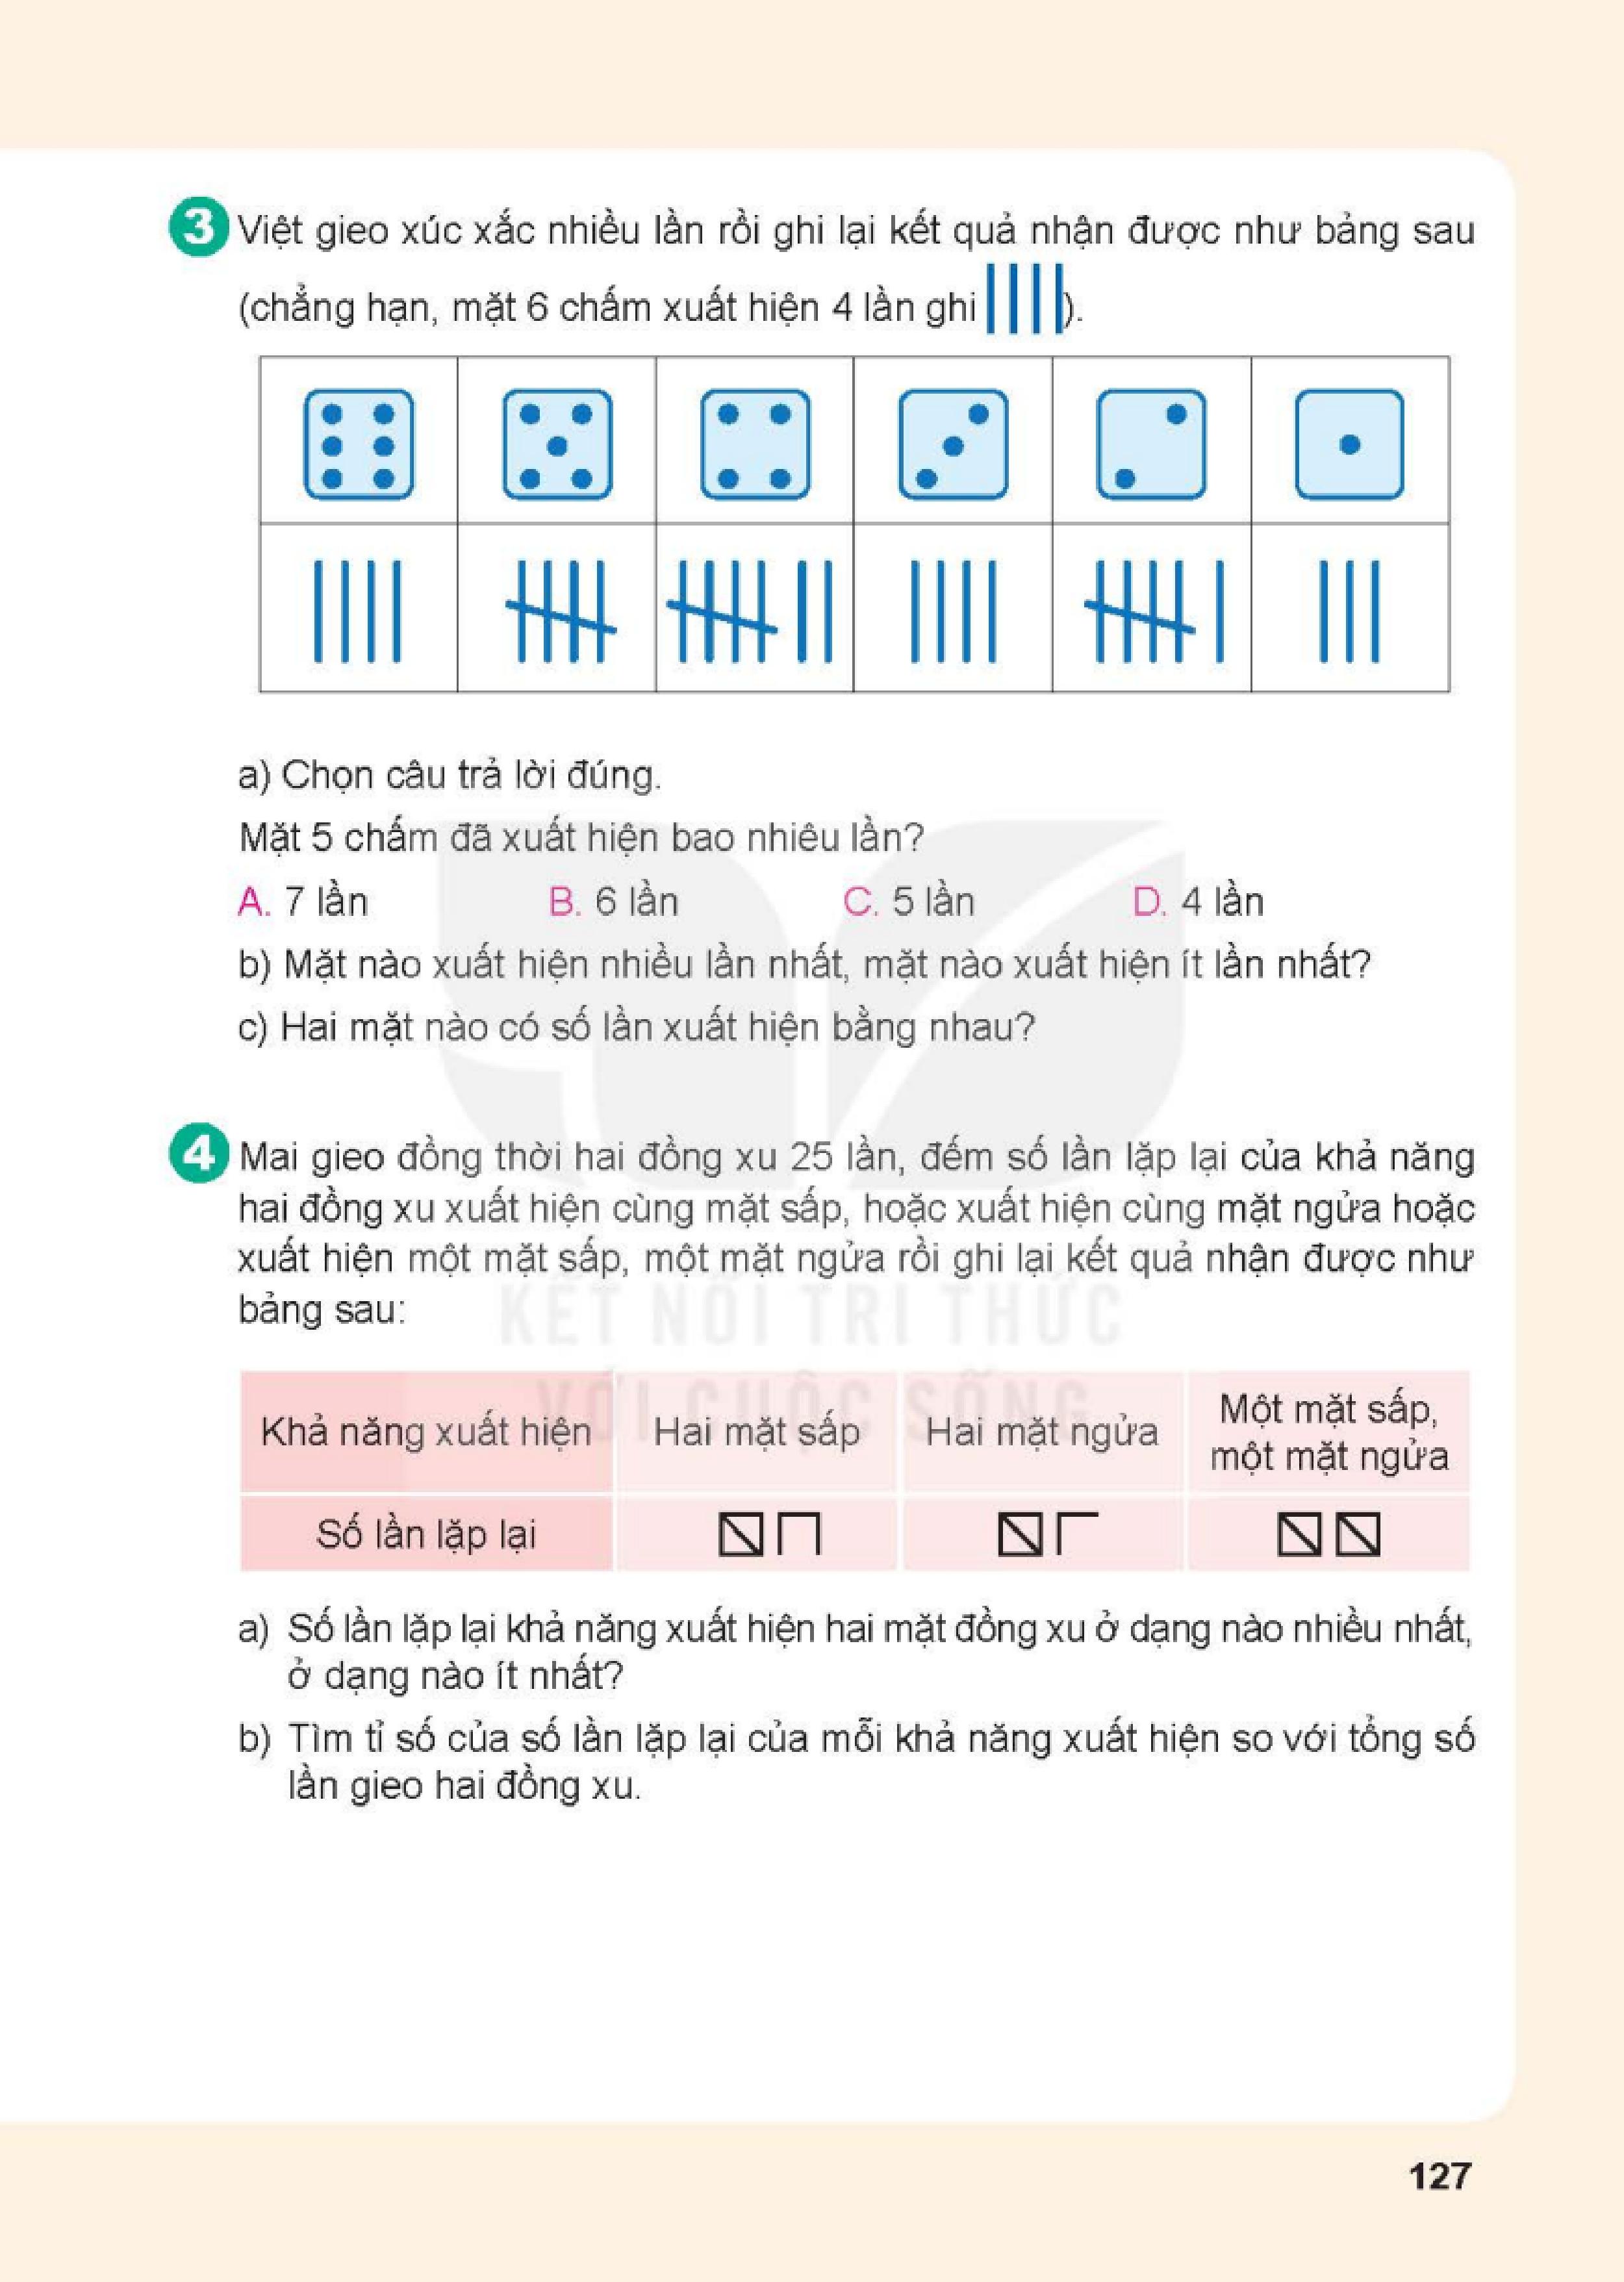 3 Việt gieo xúc xắc nhiều lần rồi ghi lại kết quả nhận được như bảng sau
(chẳng hạn, mặt 6 chấm xuất hiện 4 lần ghi ||||).
a) Chọn câu trả lời đúng.
Mặt 5 chấm đã xuất hiện bao nhiêu lần?
A. 7 lần B. 6 lần C. 5 lần D. 4 lần
b) Mặt nào xuất hiện nhiều lần nhất, mặt nào xuất hiện ít lần nhất?
c) Hai mặt nào có số lần xuất hiện bằng nhau?
4 Mai gieo đồng thời hai đồng xu 25 lần, đếm số lần lặp lại của khả năng
hai đồng xu xuất hiện cùng mặt sấp, hoặc xuất hiện cùng mặt ngửa hoặc
xuất hiện một mặt sấp, một mặt ngửa rồi ghi lại kết quả nhận được như
bảng sau:
KẾT NỐI TRI THỨC
VỚI CUỘC SỐNG
Khả năng xuất hiện Hai mặt sấp Hai mặt ngửa Một mặt sấp,
một mặt ngửa
Số lần lặp lại
a) Số lần lặp lại khả năng xuất hiện hai mặt đồng xu ở dạng nào nhiều nhất,
ở dạng nào ít nhất?
b) Tìm tỉ số của số lần lặp lại của mỗi khả năng xuất hiện so với tổng số
lần gieo hai đồng xu.
127